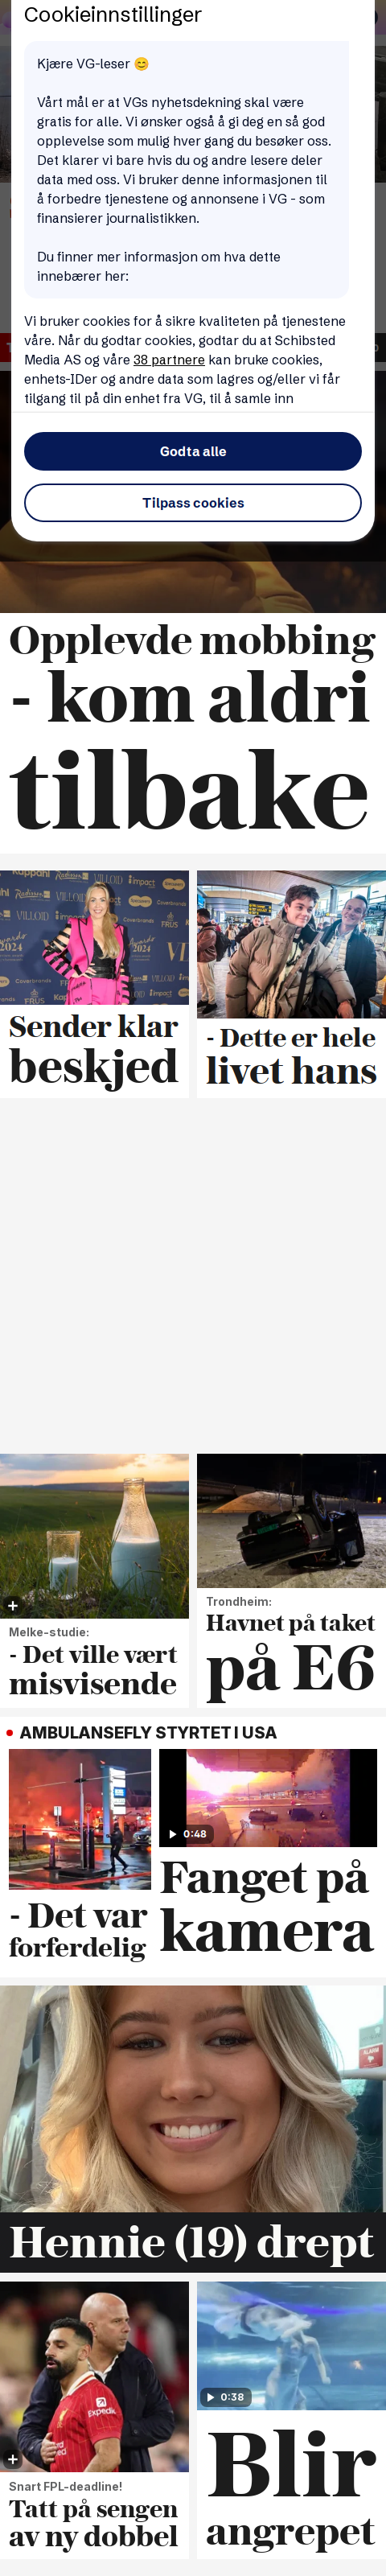 Cookieinnstillinger
Kjære VG-leser 😊
Vårt mål er at VGs nyhetsdekning skal være
gratis for alle. Vi ønsker også å gi deg en så god
opplevelse som mulig hver gang du besøker oss.
Det klarer vi bare hvis du og andre lesere deler
data med oss. Vi bruker denne informasjonen til
å forbedre tjenestene og annonsene i VG - som
finansierer journalistikken.
Du finner mer informasjon om hva dette
innebærer her:
Vi bruker cookies for å sikre kvaliteten på tjenestene
våre. Når du godtar cookies, godtar du at Schibsted
Media AS og våre 38 partnere kan bruke cookies,
enhets-IDer og andre data som lagres og/eller vi får
tilgang til på din enhet fra VG, til å samle inn
Godta alle
Tilpass cookies
Opplevde mobbing
- kom aldri
tilbake
Sender klar
beskjed
- Dette er hele
livet hans
Melke-studie:
- Det ville vært
misvisende
Trondheim:
Havnet på taket
på E6
AMBULANSEFLY STYRTET I USA
0:48
- Det var
forferdelig
Fanget på
kamera
Hennie (19) drept
Snart FPL-deadline!
Tatt på sengen
av ny dobbel
0:38
Blir
angrepet